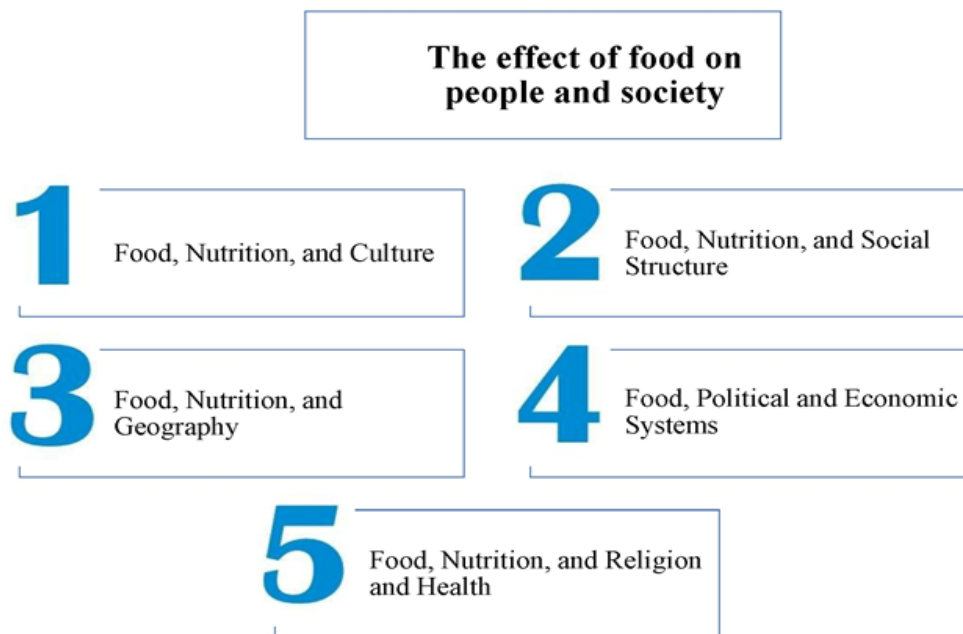 The effect of food on
people and society
1
Food, Nutrition, and Culture
2
Food, Nutrition, and Social
Structure
3
Food, Nutrition, and
Geography
4
Food, Political and Economic
Systems
5
Food, Nutrition, and Religion
and Health